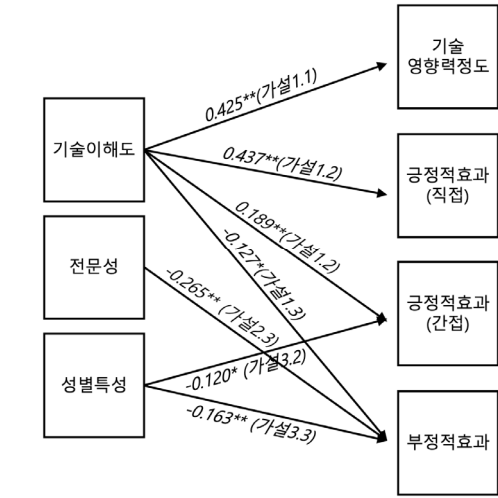 기술
영향력정도
0.425**(가설1.1)
기술이해도
0.437**(가설1.2)
긍정적효과
(직접)
0.189**(가설1.2)
-0.127*(가설1.3)
전문성
-0.265** (가설2.3)
긍정적효과
(간접)
성별특성
-0.120* (가설3.2)
-0.163** (가설3.3)
부정적효과